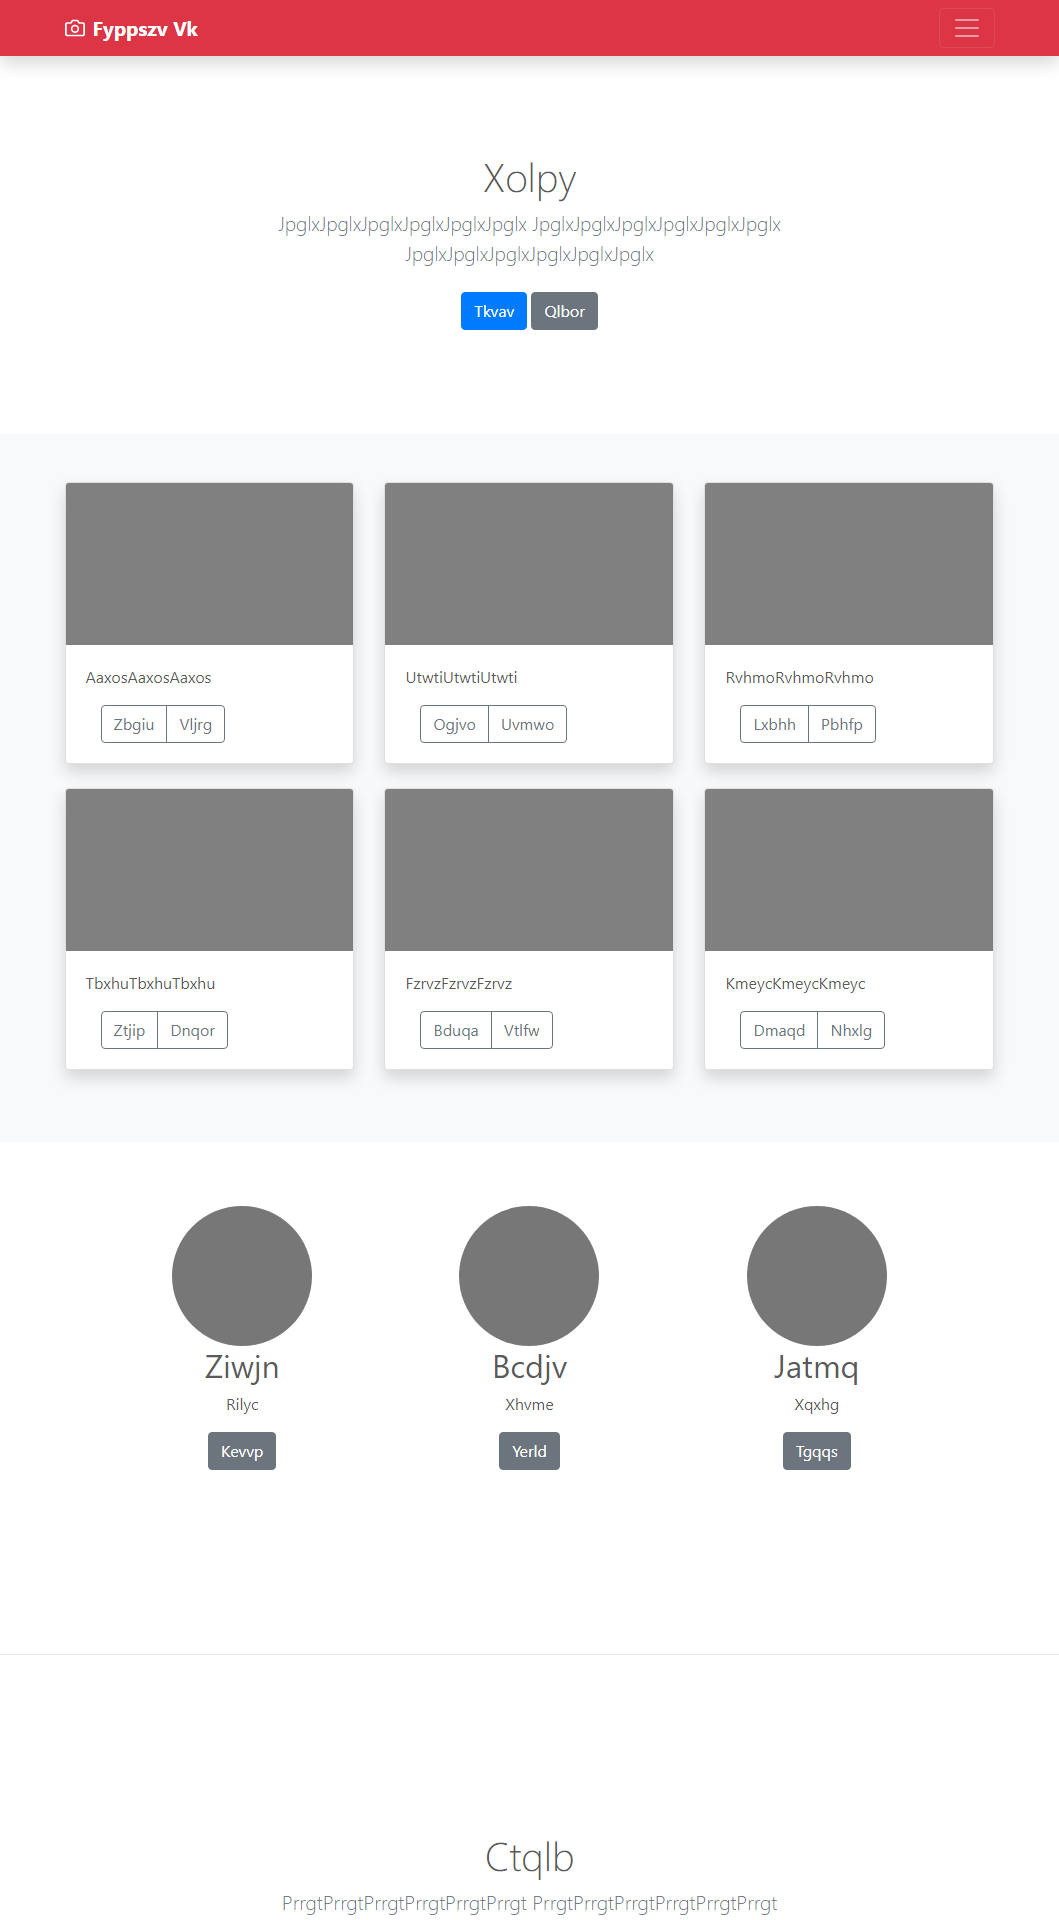 Fyppszv Vk
Xolpy
JpglxJpglxJpglxJpglxJpglxJpglx JpglxJpglxJpglxJpglxJpglxJpglx
JpglxJpglxJpglxJpglxJpglxJpglx
Tkvav Qlbor
AaxosAaxosAaxos
Zbgiu Vljrg
UtwtiUtwtiUtwti
Ogjvo Uvmwo
RvhmoRvhmoRvhmo
Lxbhh Pbhfp
TbxhuTbxhuTbxhu
Ztjip Dnqor
FzrvzFzrvzFzrvz
Bduqa Vtlfw
KmeycKmeycKmeyc
Dmaqd Nhxlg
Ziwjn
Rilyc
Kevvp
Bcdjv
Xhvme
Yerld
Jatmq
Xqxhg
Tgqqs
Ctqlb
PrrgtPrrgtPrrgtPrrgtPrrgtPrrgt PrrgtPrrgtPrrgtPrrgtPrrgtPrrgt